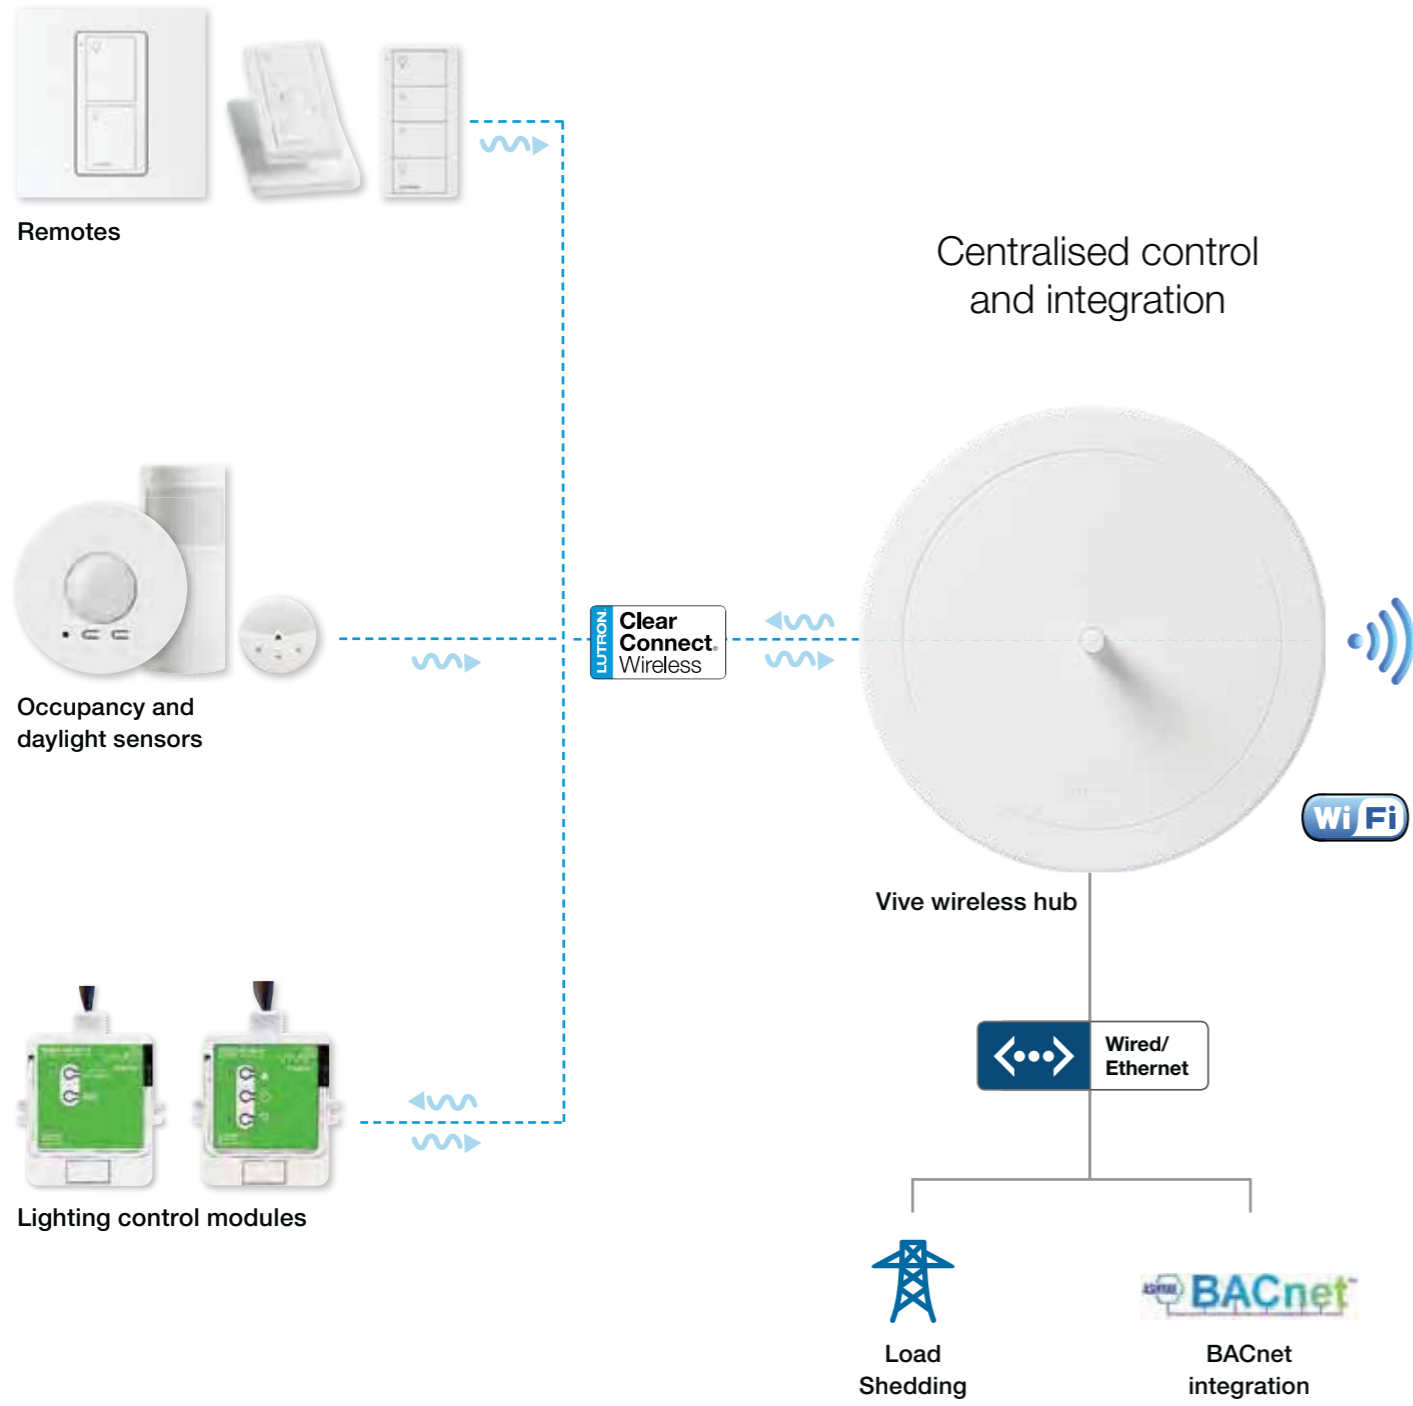 Remotes
Centralised control
and integration
Occupancy and
daylight sensors
LUTRON.
Clear
Connect®
Wireless
Wi Fi
Vive wireless hub
Wired/
Ethernet
Lighting control modules
BACnet™
Load
Shedding
BACnet
integration